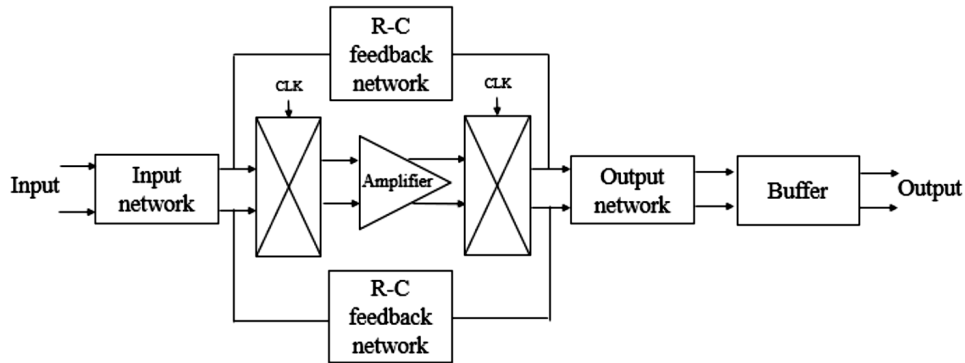 R-C
feedback
network
CLK
CLK
Input
Input
network
Amplifier
Output
network
Buffer
Output
R-C
feedback
network